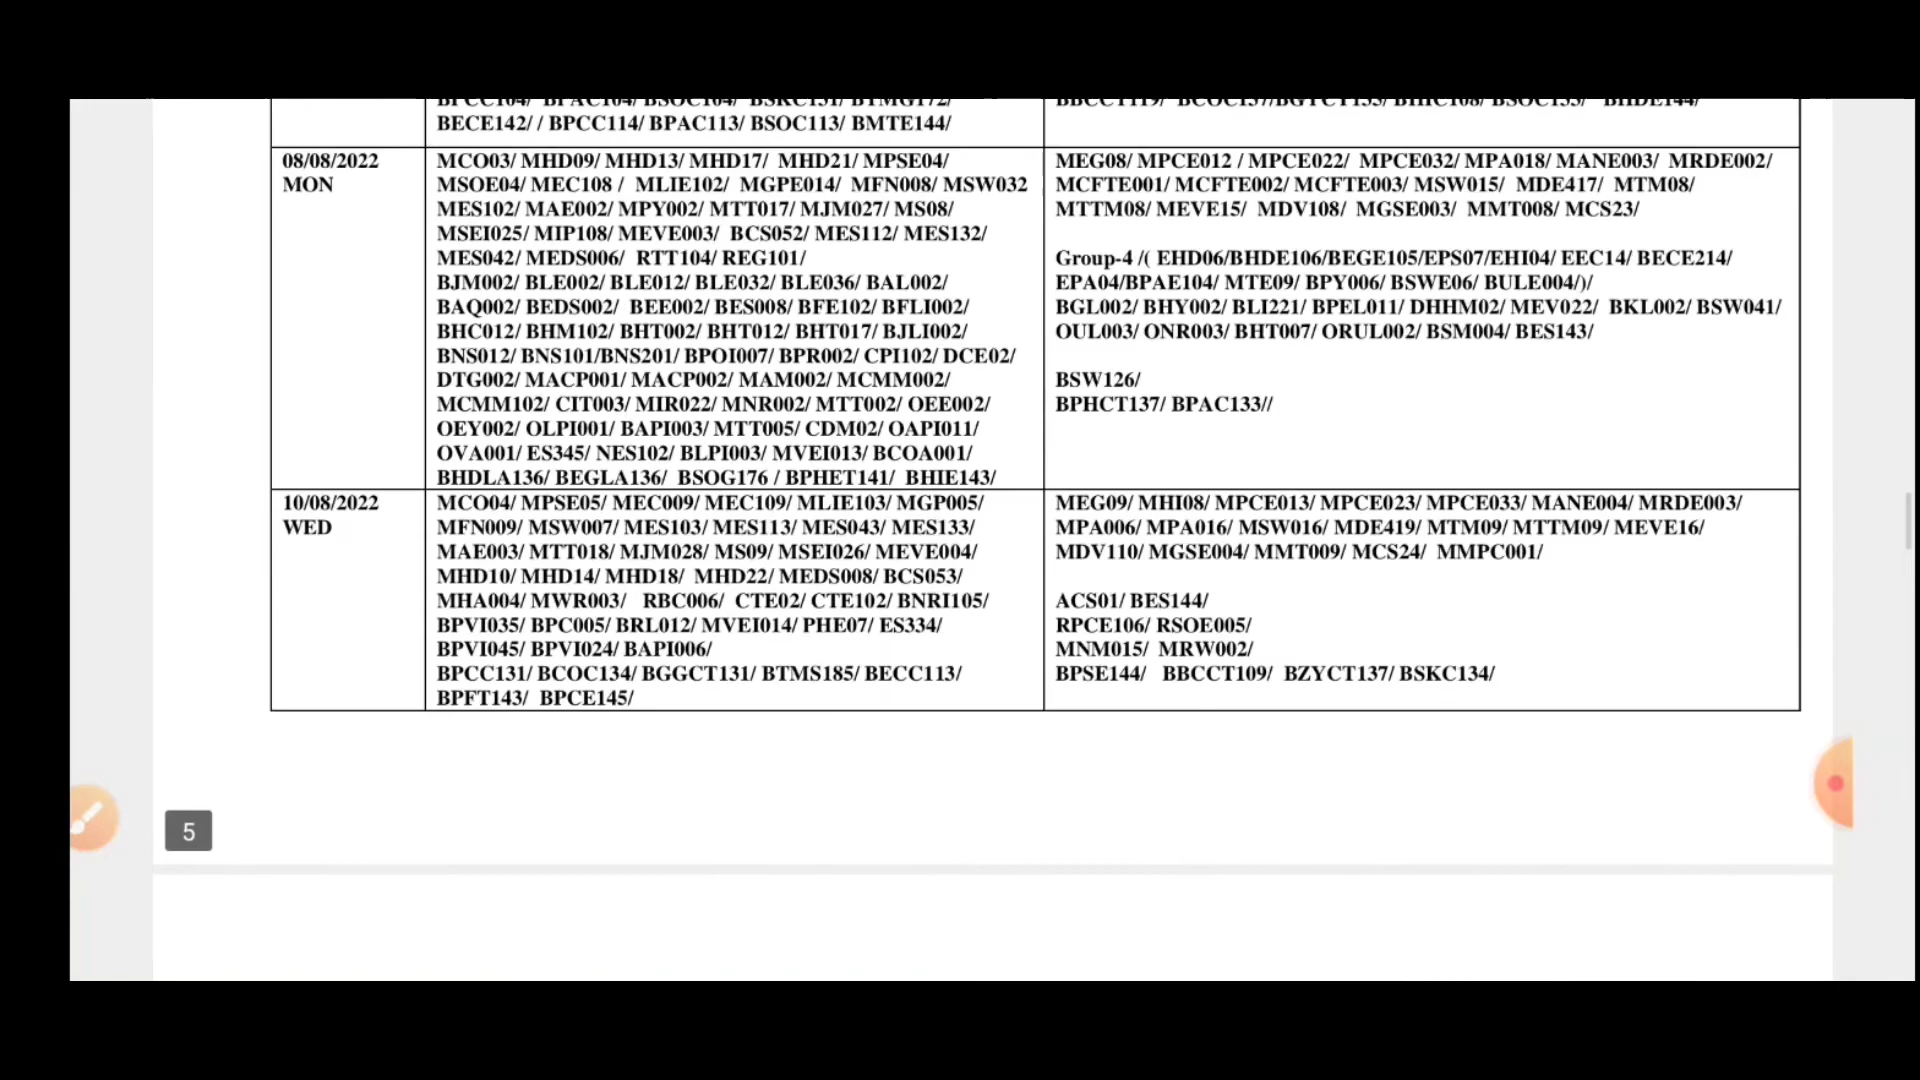 BECE142/ / BPCC114/ BPAC113/ BSOC113/ BMTE144/
08/08/2022
MON
MCO03/ MHD09/ MHD13/ MHD17/ MHD21/ MPSE04/
MSOE04/ MEC108 / MLIE102/ MGPE014/ MFN008/ MSW032
MES102/ MAE002/ MPY002/ MTT017/ MJM027/ MS08/
MSEI025/ MIP108/ MEVE003/ BCS052/ MES112/ MES132/
MES042/ MEDS006/ RTT104/ REG101/
BJM002/ BLE002/ BLE012/ BLE032/ BLE036/ BAL002/
BAQ002/ BEDS002/ BEE002/ BES008/ BFE102/ BFLI002/
BHC012/ BHM102/ BHT002/ BHT012/ BHT017/ BJLI002/
BNS012/ BNS101/BNS201/ BPOI007/ BPR002/ CPI102/ DCE02/
DTG002/ MACP001/ MACP002/ MAM002/ MCMM002/
MCMM102/ CIT003/ MIR022/ MNR002/ MTT002/ OEE002/
OEY002/ OLPI001/ BAPI003/ MTT005/ CDM02/ OAPI011/
OVA001/ ES345/ NES102/ BLPI003/ MVEI013/ BCOA001/
BHDLA136/ BEGLA136/ BSOG176 / BPHET141/ BHIE143/
MEG08/ MPCE012 / MPCE022/ MPCE032/ MPA018/ MANE003/ MRDE002/
MCFTE001/ MCFTE002/ MCFTE003/ MSW015/ MDE417/ MTM08/
MTTM08/ MEVE15/ MDV108/ MGSE003/ MMT008/ MCS23/
Group-4 /( EHD06/BHDE106/BEGE105/EPS07/EHI04/ EEC14/ BECE214/
EPA04/BPAE104/ MTE09/ BPY006/ BSWE06/ BULE004/)/
BGL002/ BHY002/ BLI221/ BPEL011/ DHHM02/ MEV022/ BKL002/ BSW041/
OUL003/ ONR003/ BHT007/ ORUL002/ BSM004/ BES143/
BSW126/
BPHCT137/ BPAC133//
10/08/2022
WED
MCO04/ MPSE05/ MEC009/ MEC109/ MLIE103/ MGP005/
MFN009/ MSW007/ MES103/ MES113/ MES043/ MES133/
MAE003/ MTT018/ MJM028/ MS09/ MSEI026/ MEVE004/
MHD10/ MHD14/ MHD18/ MHD22/ MEDS008/ BCS053/
MHA004/ MWR003/ RBC006/ CTE02/ CTE102/ BNRI105/
BPVI035/ BPC005/ BRL012/ MVEI014/ PHE07/ ES334/
BPVI045/ BPVI024/ BAPI006/
BPCC131/ BCOC134/ BGGCT131/ BTMS185/ BECC113/
BPFT143/ BPCE145/
MEG09/ MHI08/ MPCE013/ MPCE023/ MPCE033/ MANE004/ MRDE003/
MPA006/ MPA016/ MSW016/ MDE419/ MTM09/ MTTM09/ MEVE16/
MDV110/ MGSE004/ MMT009/ MCS24/ MMPC001/
ACS01/ BES144/
RPCE106/ RSOE005/
MNM015/ MRW002/
BPSE144/ BBCCT109/ BZYCT137/ BSKC134/
5